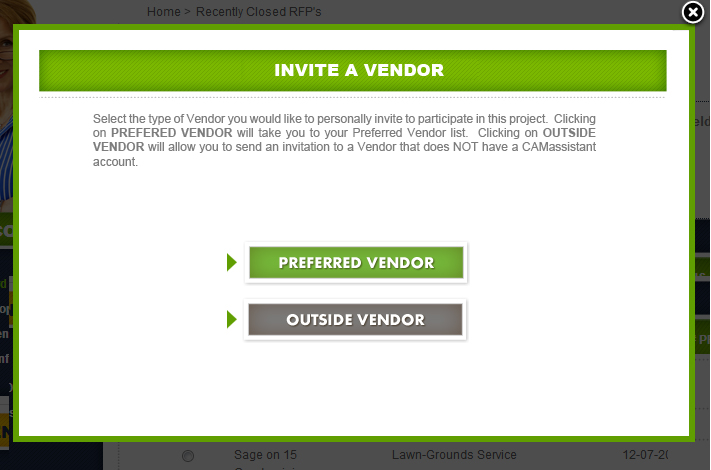 Home > Recently Closed RFP's
INVITE A VENDOR
Select the type of Vendor you would like to personally invite to participate in this project. Clicking
on PREFERED VENDOR will take you to your Preferred Vendor list. Clicking on OUTSIDE
VENDOR will allow you to send an invitation to a Vendor that does NOT have a CAMassistant
account.
PREFERRED VENDOR
OUTSIDE VENDOR
Sage on 15 Lawn-Grounds Service 12-07-20